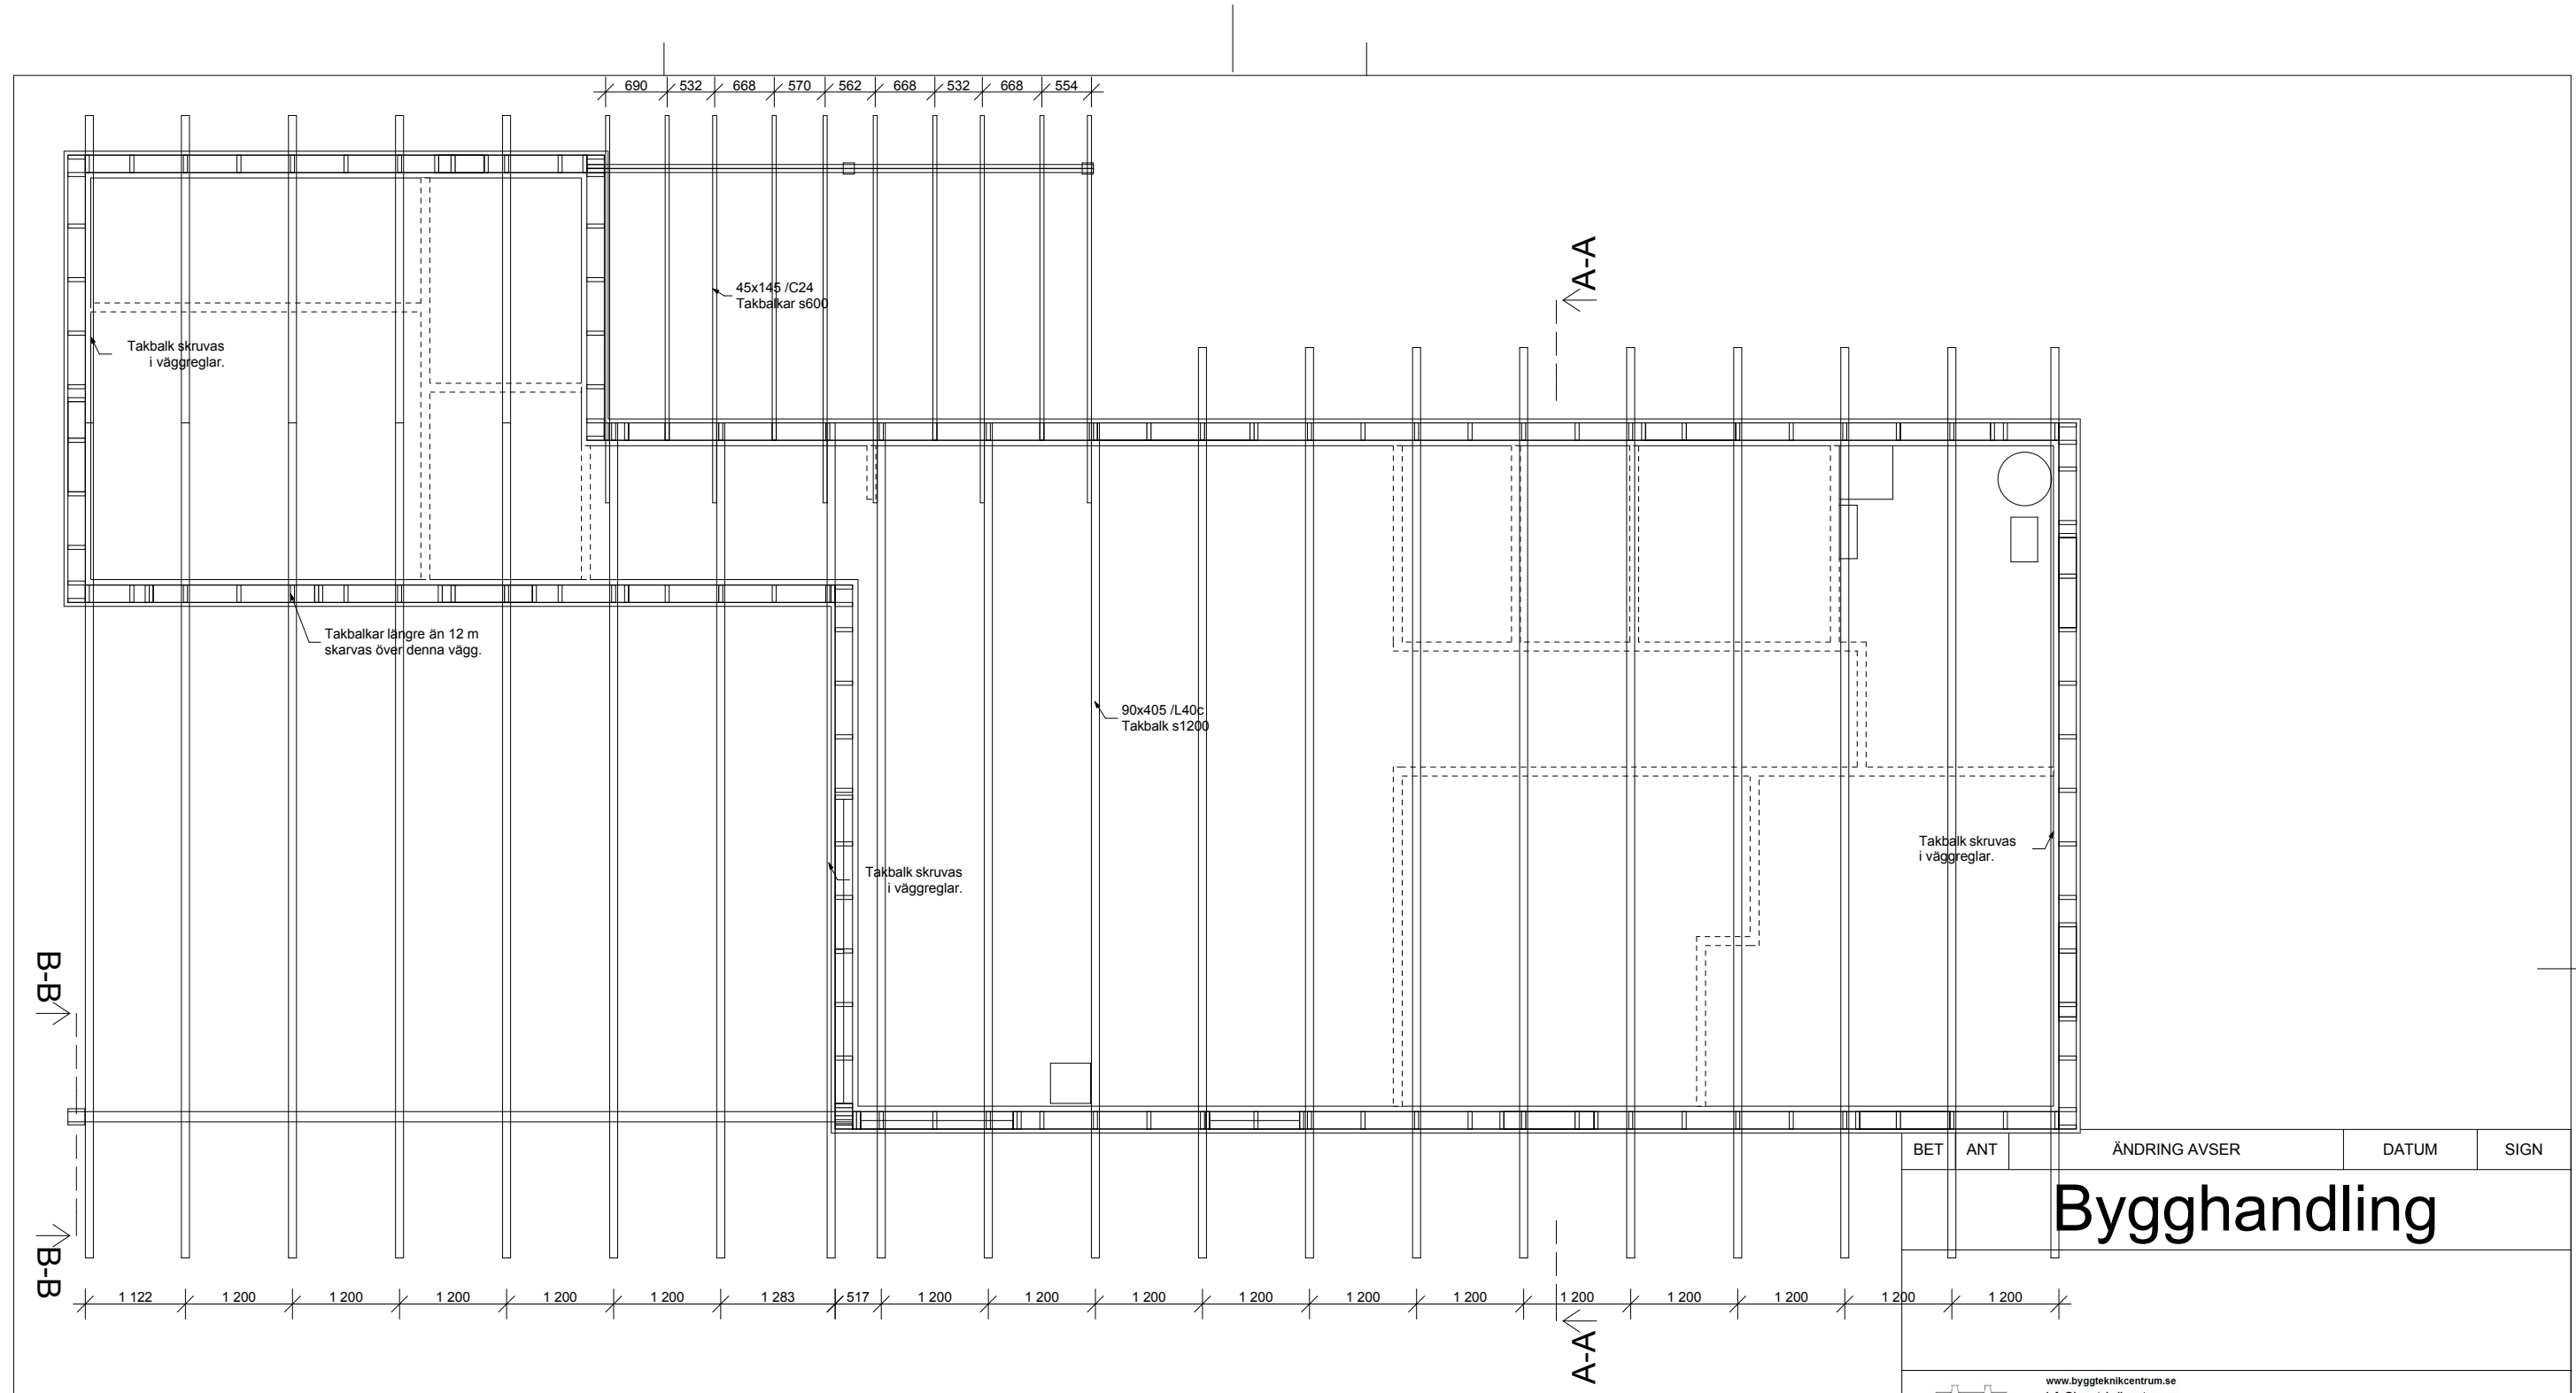 690 532 668 570 562 668 532 668 554
A-A
45x145 /C24
Takbalkar s600
Takbalk skruvas
i väggreglar.
Takbalkar längre än 12 m
skarvas över denna vägg.
90x405 /L40c
Takbalk s1200
Takbalk skruvas
i väggreglar.
Takbalk skruvas
i väggreglar.
B-B
BET ANT ÄNDRING AVSER DATUM SIGN
Bygghandling
B-B
1 122 1 200 1 200 1 200 1 200 1 200 1 283 517 1 200 1 200 1 200 1 200 1 200 1 200 1 200 1 200 1 200 1 200 1 200
A-A
www.byggteknikcentrum.se